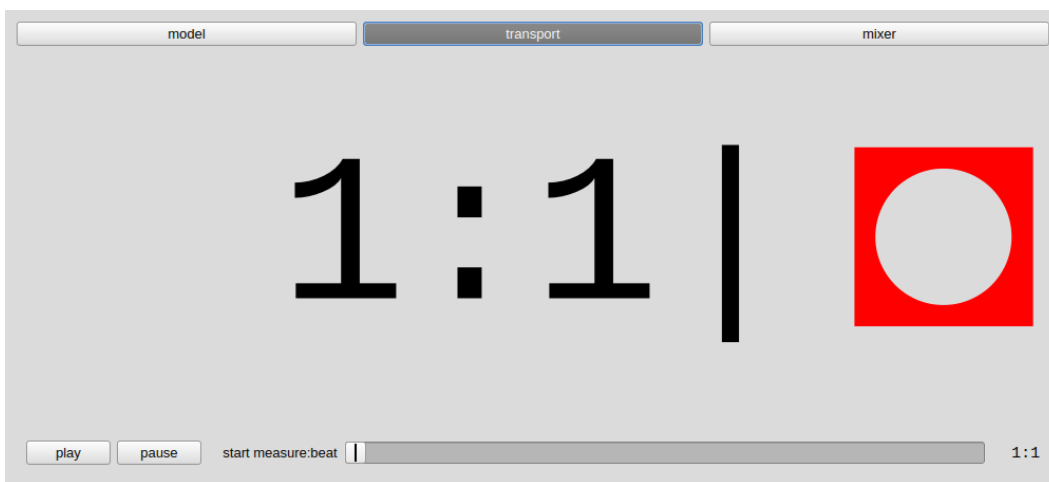 model transport mixer
1:1|
play pause start measure:beat 1:1